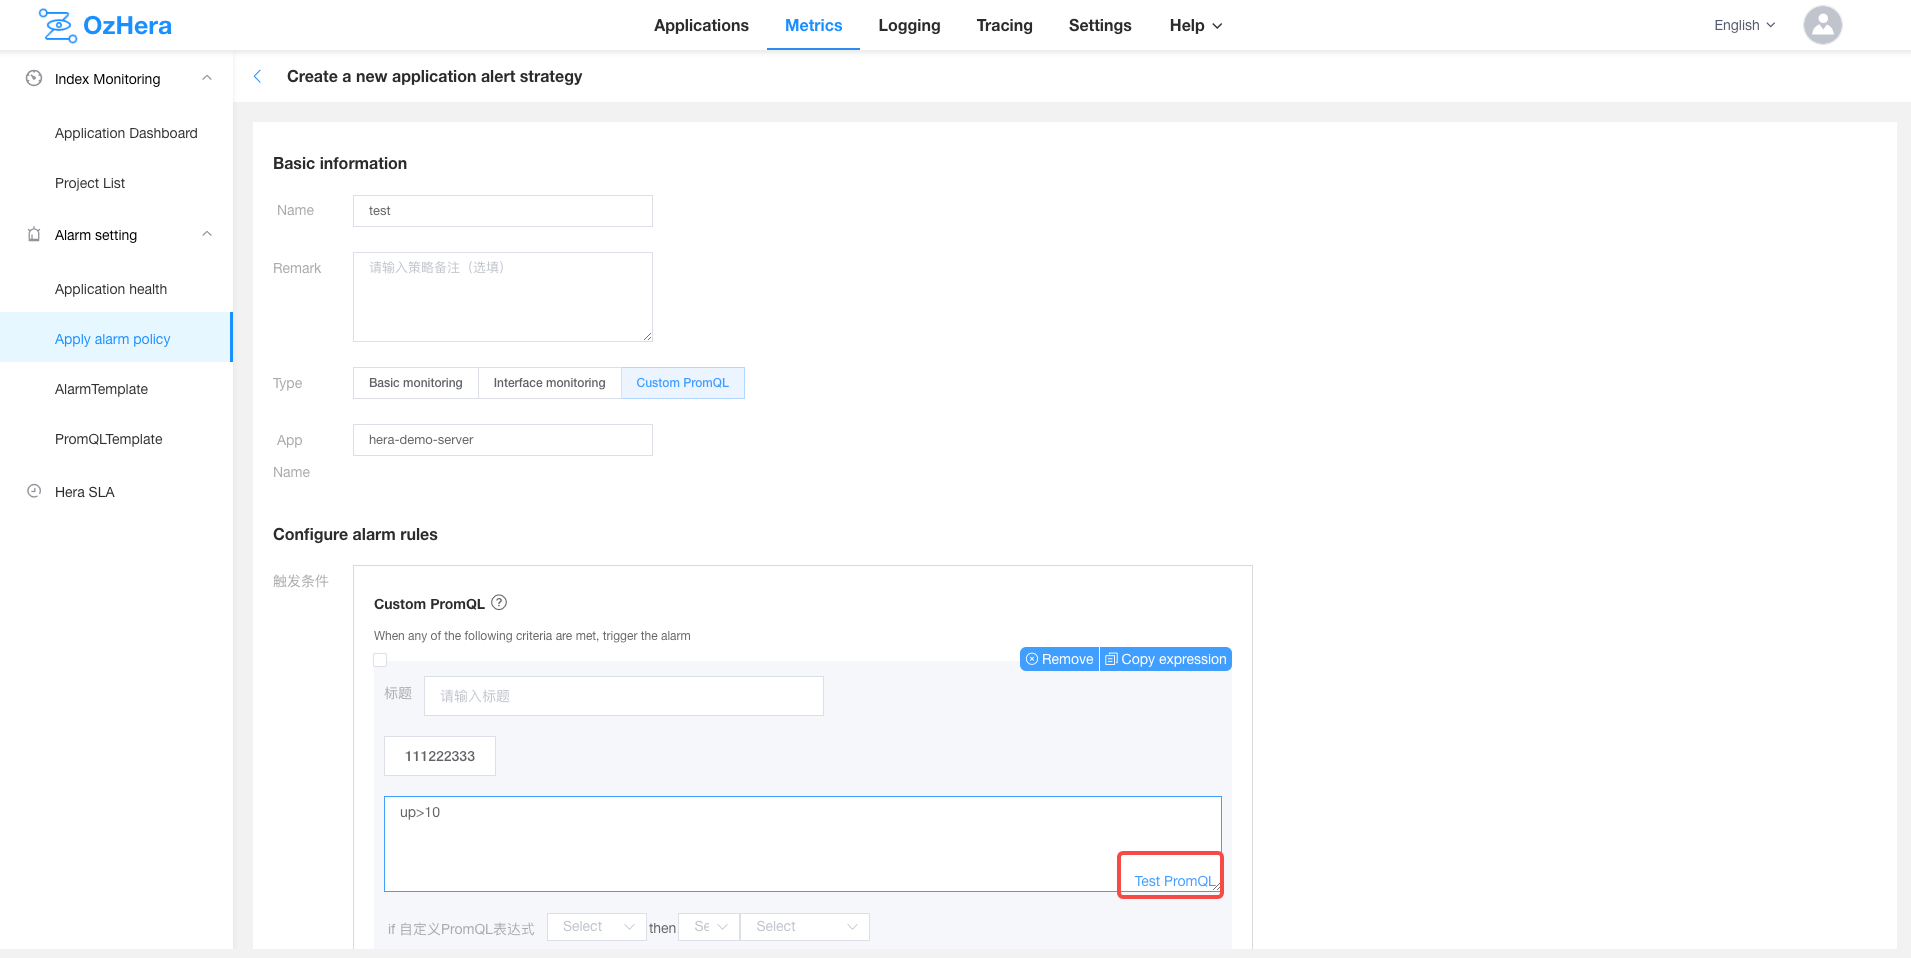 OzHera
Applications Metrics Logging Tracing Settings Help
English
Index Monitoring
Application Dashboard
Project List
Alarm setting
Application health
Apply alarm policy
AlarmTemplate
PromQLTemplate
Hera SLA
Create a new application alert strategy
Basic information
Name test
Remark 请输入策略备注（选填）
Type Basic monitoring Interface monitoring Custom PromQL
App Name hera-demo-server
Configure alarm rules
触发条件
Custom PromQL ?
When any of the following criteria are met, trigger the alarm
Remove Copy expression
标题 请输入标题
111222333
up>10
Test PromQL
if 自定义PromQL表达式 Select then Se Select